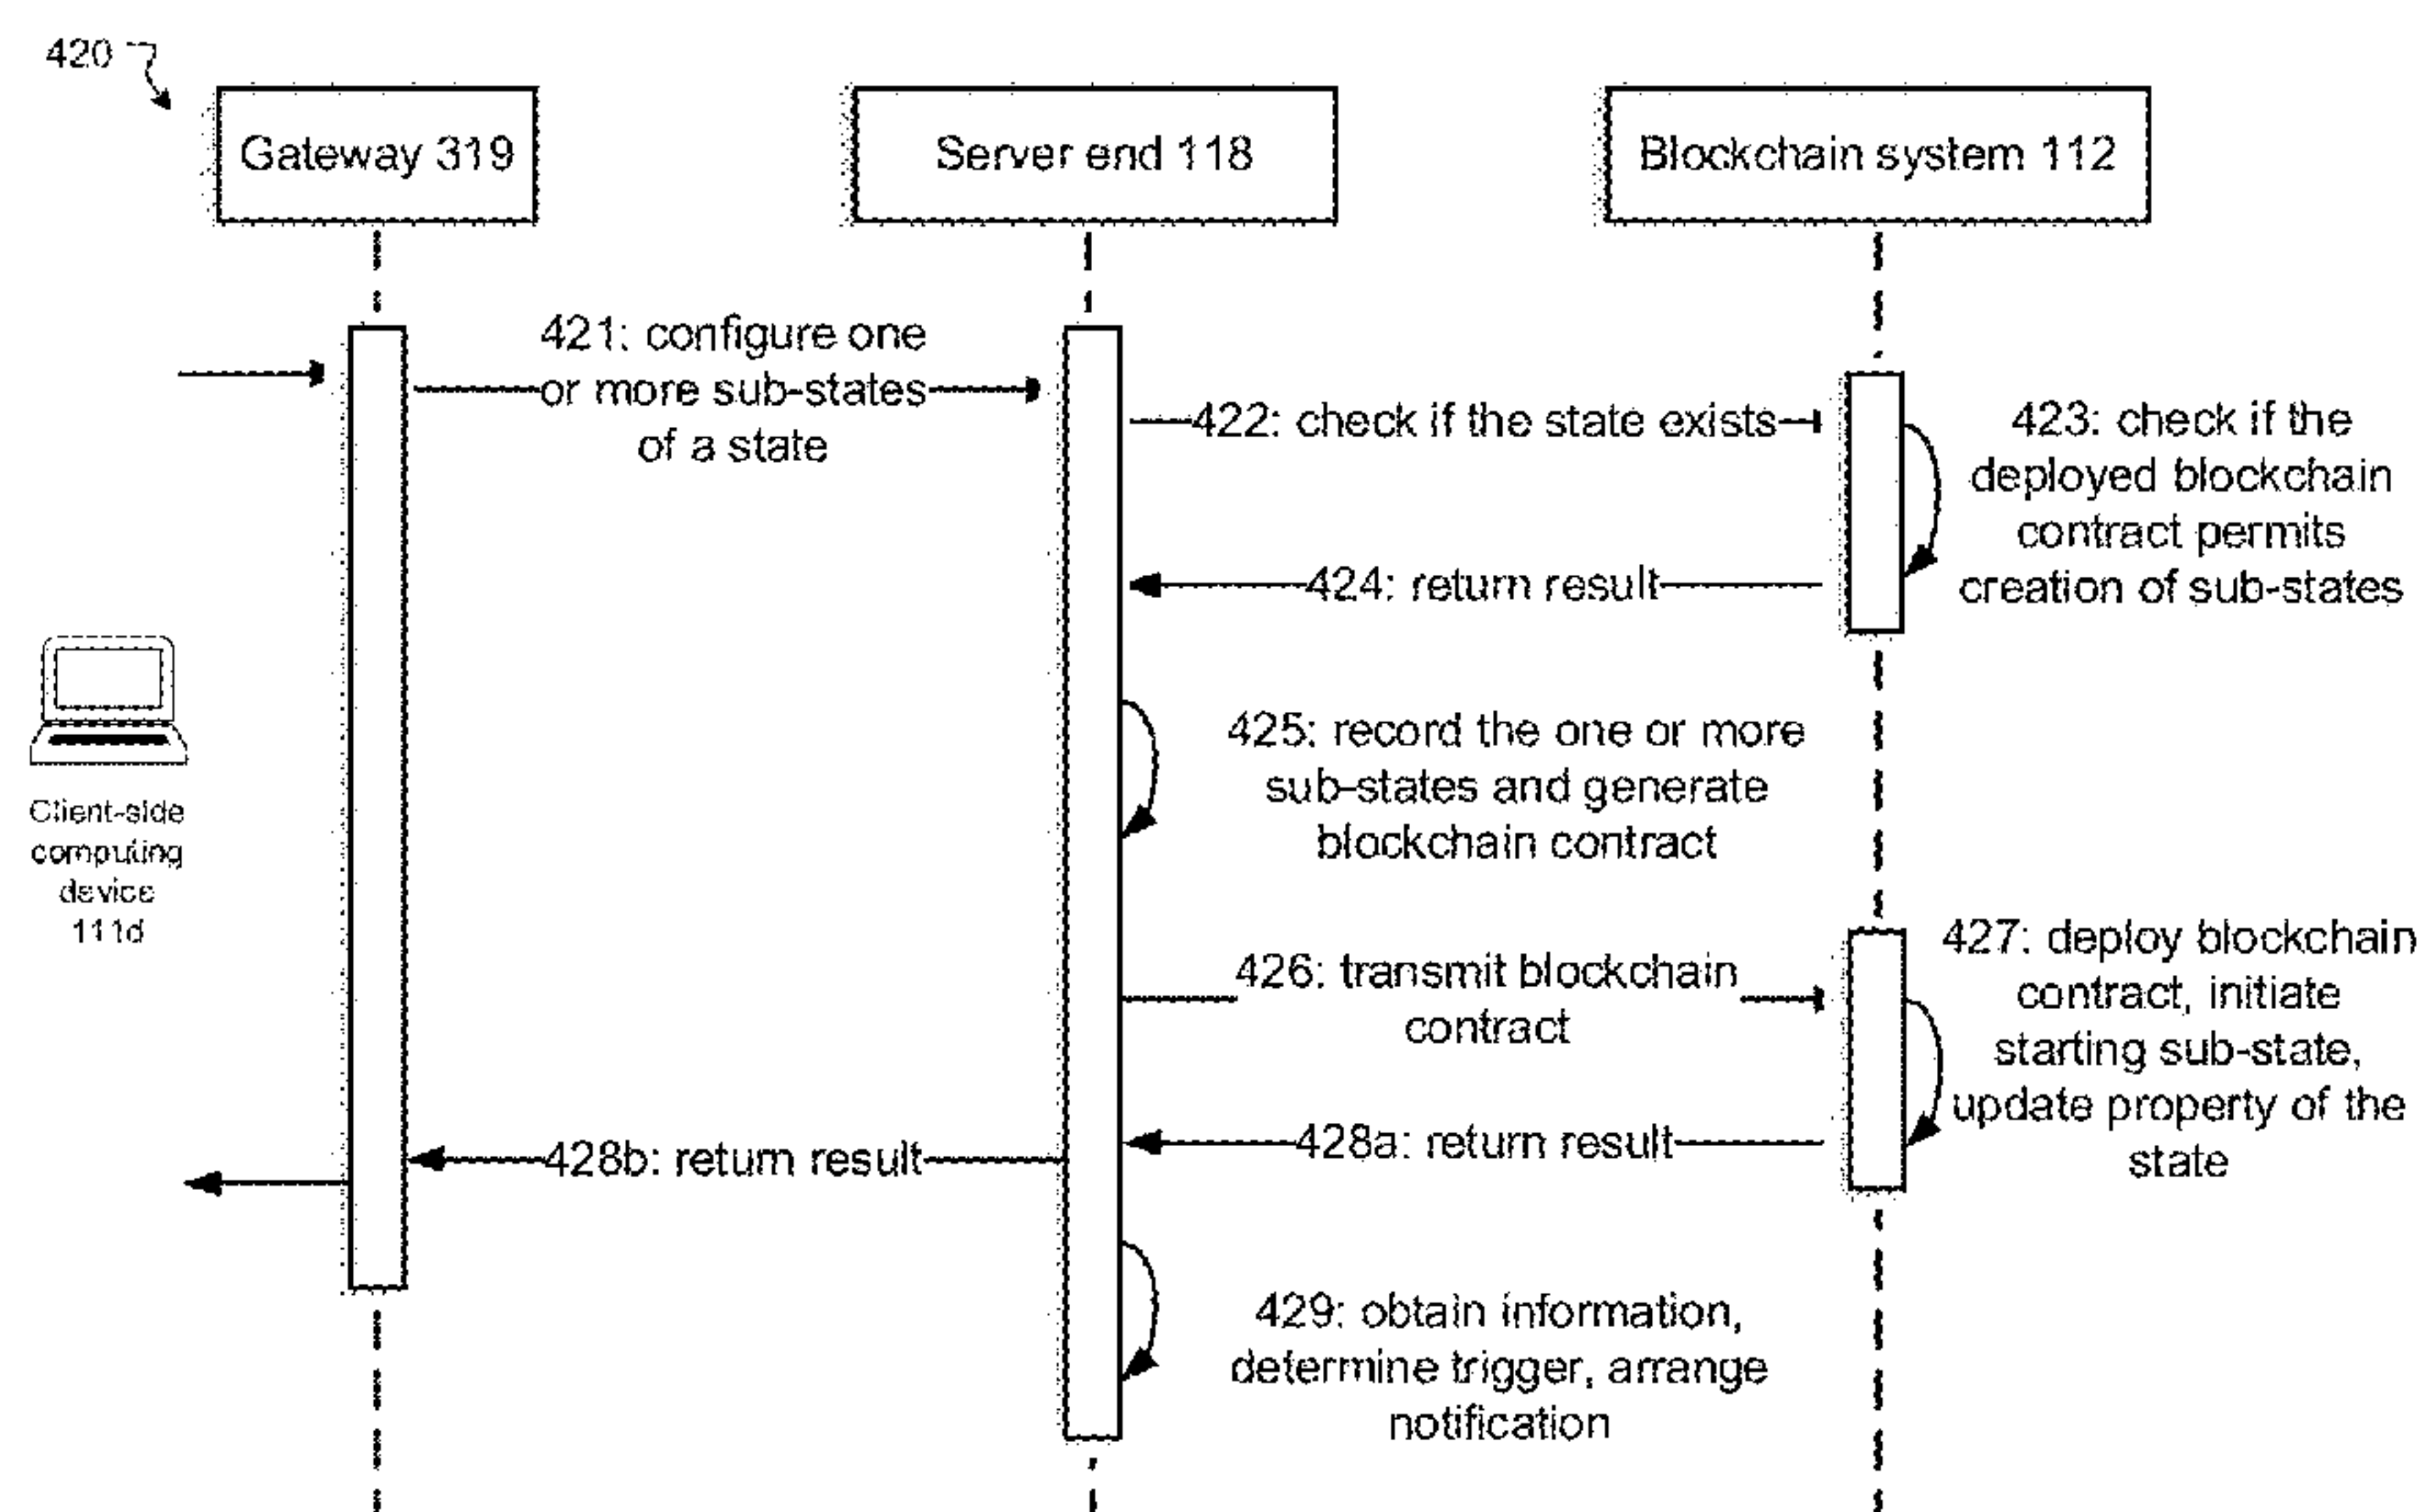 420
Gateway 319
Server end 118
Blockchain system 112
421: configure one
or more sub-states
of a state
422: check if the state exists
423: check if the
deployed blockchain
contract permits
creation of sub-states
424: return result
Client-side
computing
device
111d
425: record the one or more
sub-states and generate
blockchain contract
426: transmit blockchain
contract
427: deploy blockchain
contract, initiate
starting sub-state,
update property of the
state
428a: return result
428b: return result
429: obtain information,
determine trigger, arrange
notification